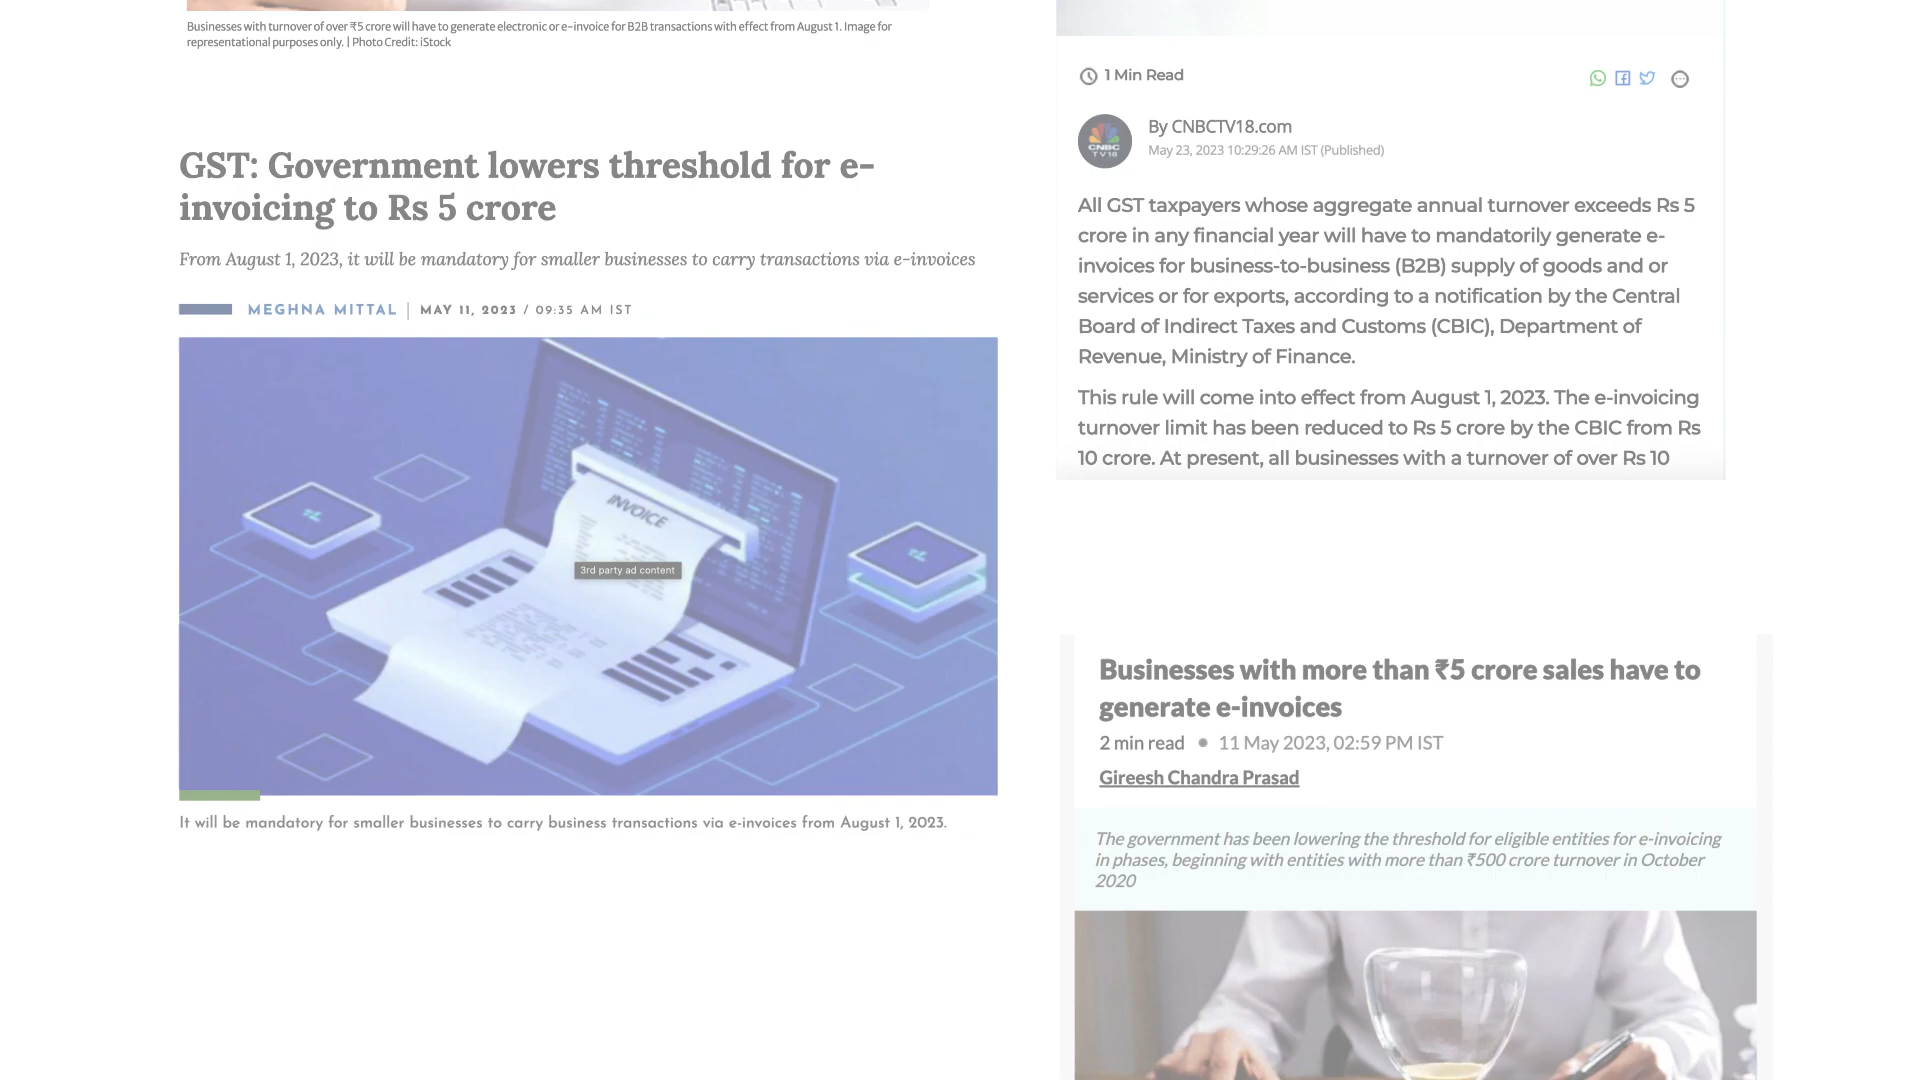 Businesses with turnover of over ₹5 crore will have to generate electronic or e-invoice for B2B transactions with effect from August 1. Image for
representational purposes only. | Photo Credit: iStock
GST: Government lowers threshold for e-
invoicing to Rs 5 crore
From August 1, 2023, it will be mandatory for smaller businesses to carry transactions via e-invoices
MEGHNA MITTAL | MAY 11, 2023 / 09:35 AM IST
INVOICE
3rd party ad content
It will be mandatory for smaller businesses to carry business transactions via e-invoices from August 1, 2023.
1 Min Read
CNBC
TV18
By CNBCTV18.com
May 23, 2023 10:29:26 AM IST (Published)
All GST taxpayers whose aggregate annual turnover exceeds Rs 5
crore in any financial year will have to mandatorily generate e-
invoices for business-to-business (B2B) supply of goods and or
services or for exports, according to a notification by the Central
Board of Indirect Taxes and Customs (CBIC), Department of
Revenue, Ministry of Finance.
This rule will come into effect from August 1, 2023. The e-invoicing
turnover limit has been reduced to Rs 5 crore by the CBIC from Rs
10 crore. At present, all businesses with a turnover of over Rs 10
Businesses with more than ₹5 crore sales have to
generate e-invoices
2 min read • 11 May 2023, 02:59 PM IST
Gireesh Chandra Prasad
The government has been lowering the threshold for eligible entities for e-invoicing
in phases, beginning with entities with more than ₹500 crore turnover in October
2020